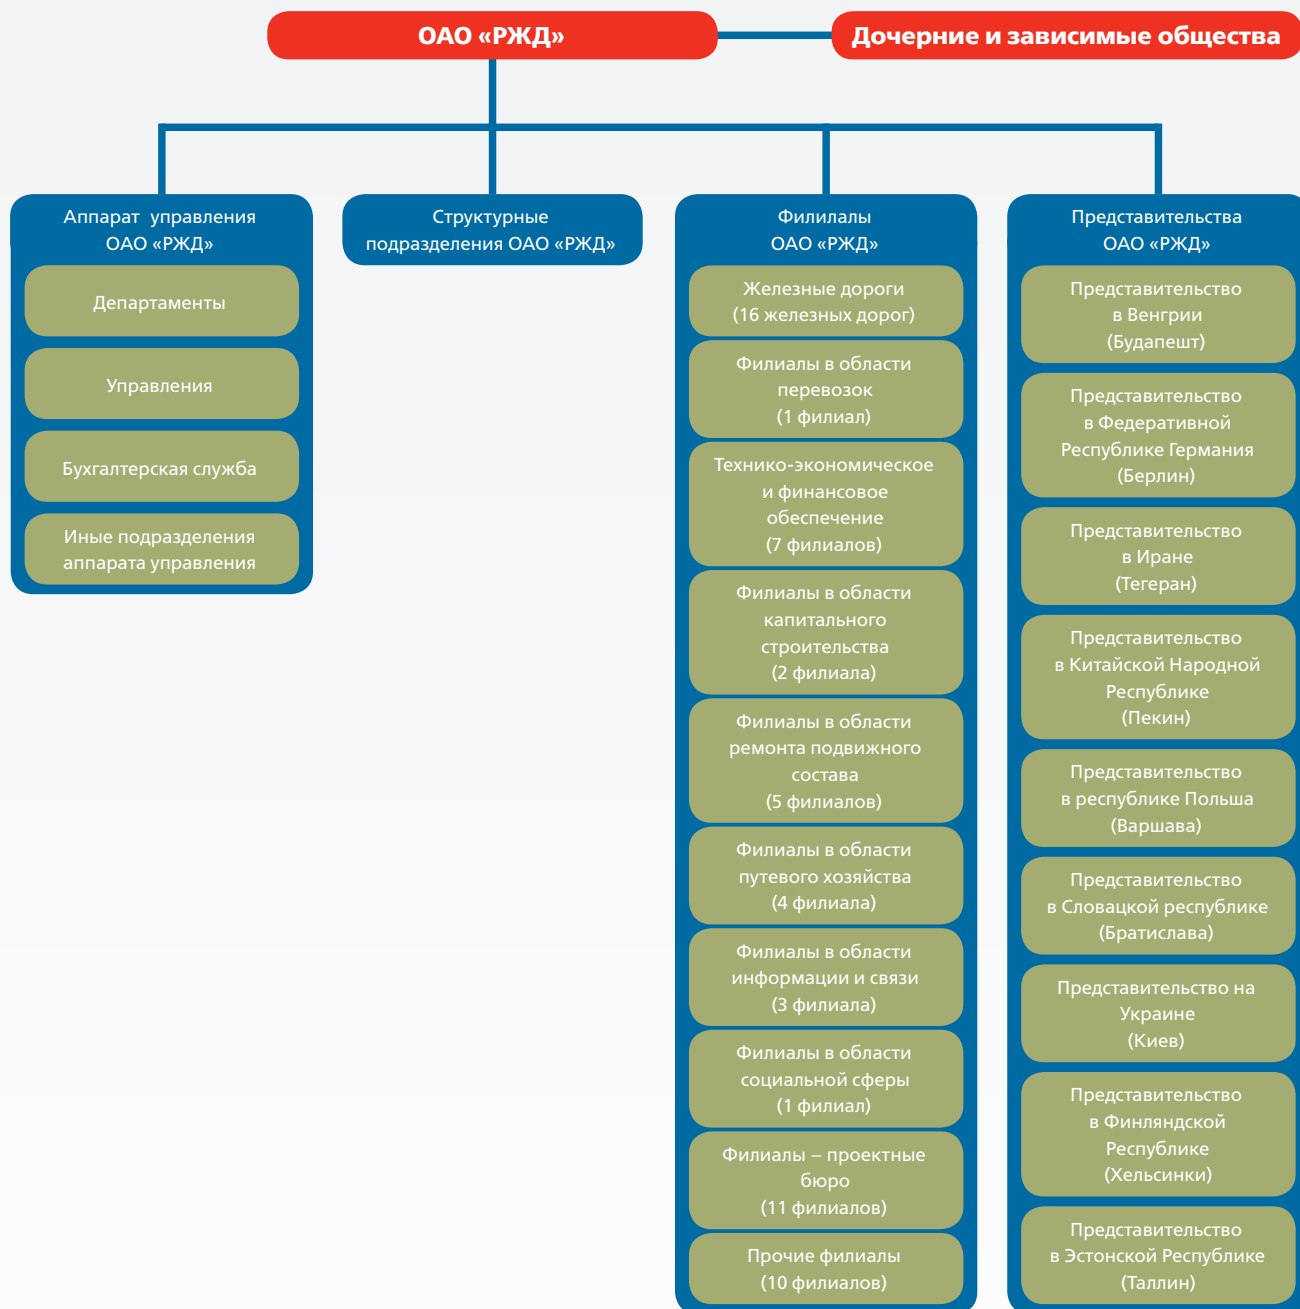 ОАО «РЖД»
Дочерние и зависимые общества
Аппарат управления
ОАО «РЖД»
Департаменты
Управления
Бухгалтерская служба
Иные подразделения
аппарата управления
Структурные
подразделения ОАО «РЖД»
Филилалы
ОАО «РЖД»
Железные дороги
(16 железных дорог)
Филиалы в области
перевозок
(1 филиал)
Технико-экономическое
и финансовое
обеспечение
(7 филиалов)
Филиалы в области
капитального
строительства
(2 филиала)
Филиалы в области
ремонта подвижного
состава
(5 филиалов)
Филиалы в области
путевого хозяйства
(4 филиала)
Филиалы в области
информации и связи
(3 филиала)
Филиалы в области
социальной сферы
(1 филиал)
Филиалы – проектные
бюро
(11 филиалов)
Прочие филиалы
(10 филиалов)
Представительства
ОАО «РЖД»
Представительство
в Венгрии
(Будапешт)
Представительство
в Федеративной
Республике Германия
(Берлин)
Представительство
в Иране
(Тегеран)
Представительство
в Китайской Народной
Республике
(Пекин)
Представительство
в республике Польша
(Варшава)
Представительство
в Словацкой республике
(Братислава)
Представительство на
Украине
(Киев)
Представительство
в Финляндской
Республике
(Хельсинки)
Представительство
в Эстонской Республике
(Таллин)